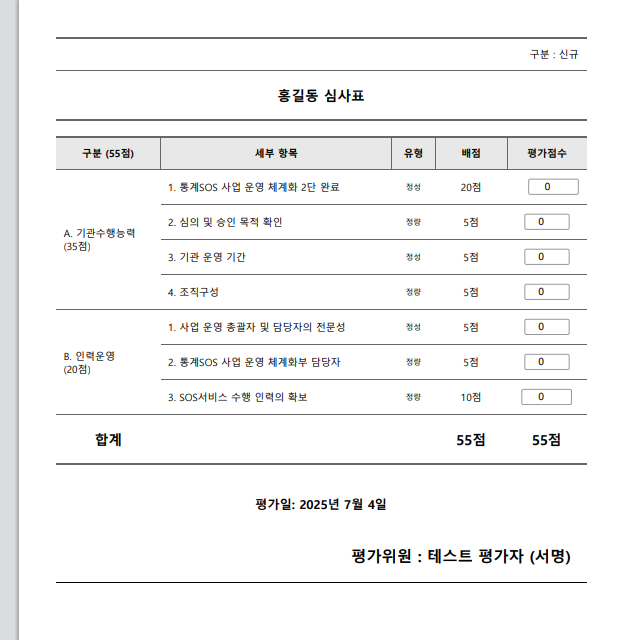 구분 : 신규
홍길동 심사표
구분 (55점) 세부 항목 유형 배점 평가점수
A. 기관수행능력
(35점)
1. 통계SOS 사업 운영 체계화 2단 완료 정성 20점 0
2. 심의 및 승인 목적 확인 정량 5점 0
3. 기관 운영 기간 정성 5점 0
4. 조직구성 정량 5점 0
B. 인력운영
(20점)
1. 사업 운영 총괄자 및 담당자의 전문성 정성 5점 0
2. 통계SOS 사업 운영 체계화부 담당자 정량 5점 0
3. SOS서비스 수행 인력의 확보 정량 10점 0
합계 55점 55점
평가일: 2025년 7월 4일
평가위원 : 테스트 평가자 (서명)